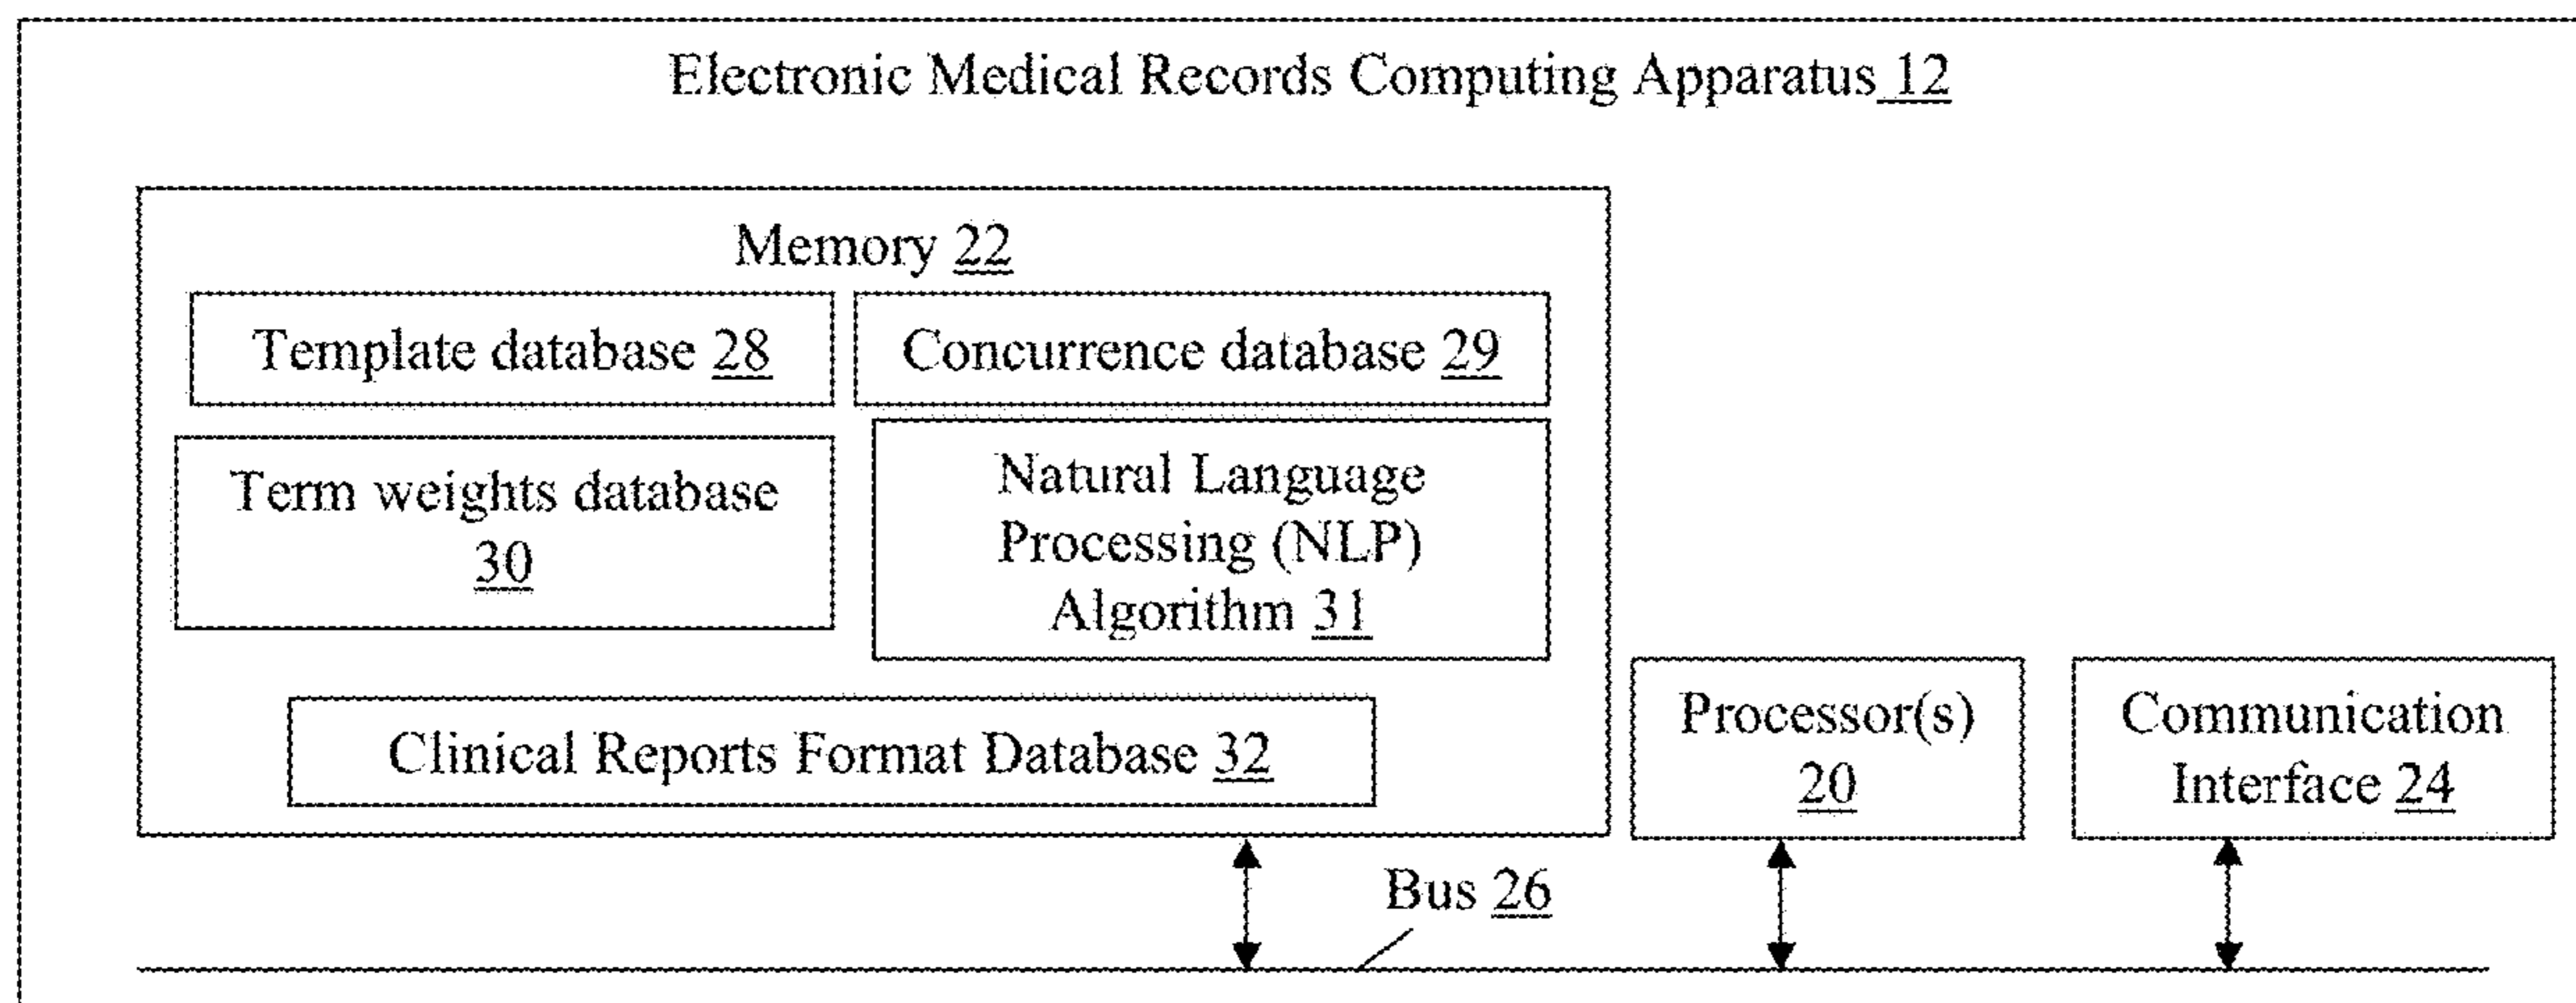 Electronic Medical Records Computing Apparatus 12
Memory 22
Template database 28
Concurrence database 29
Term weights database
30
Natural Language
Processing (NLP)
Algorithm 31
Clinical Reports Format Database 32
Processor(s)
20
Communication
Interface 24
Bus 26